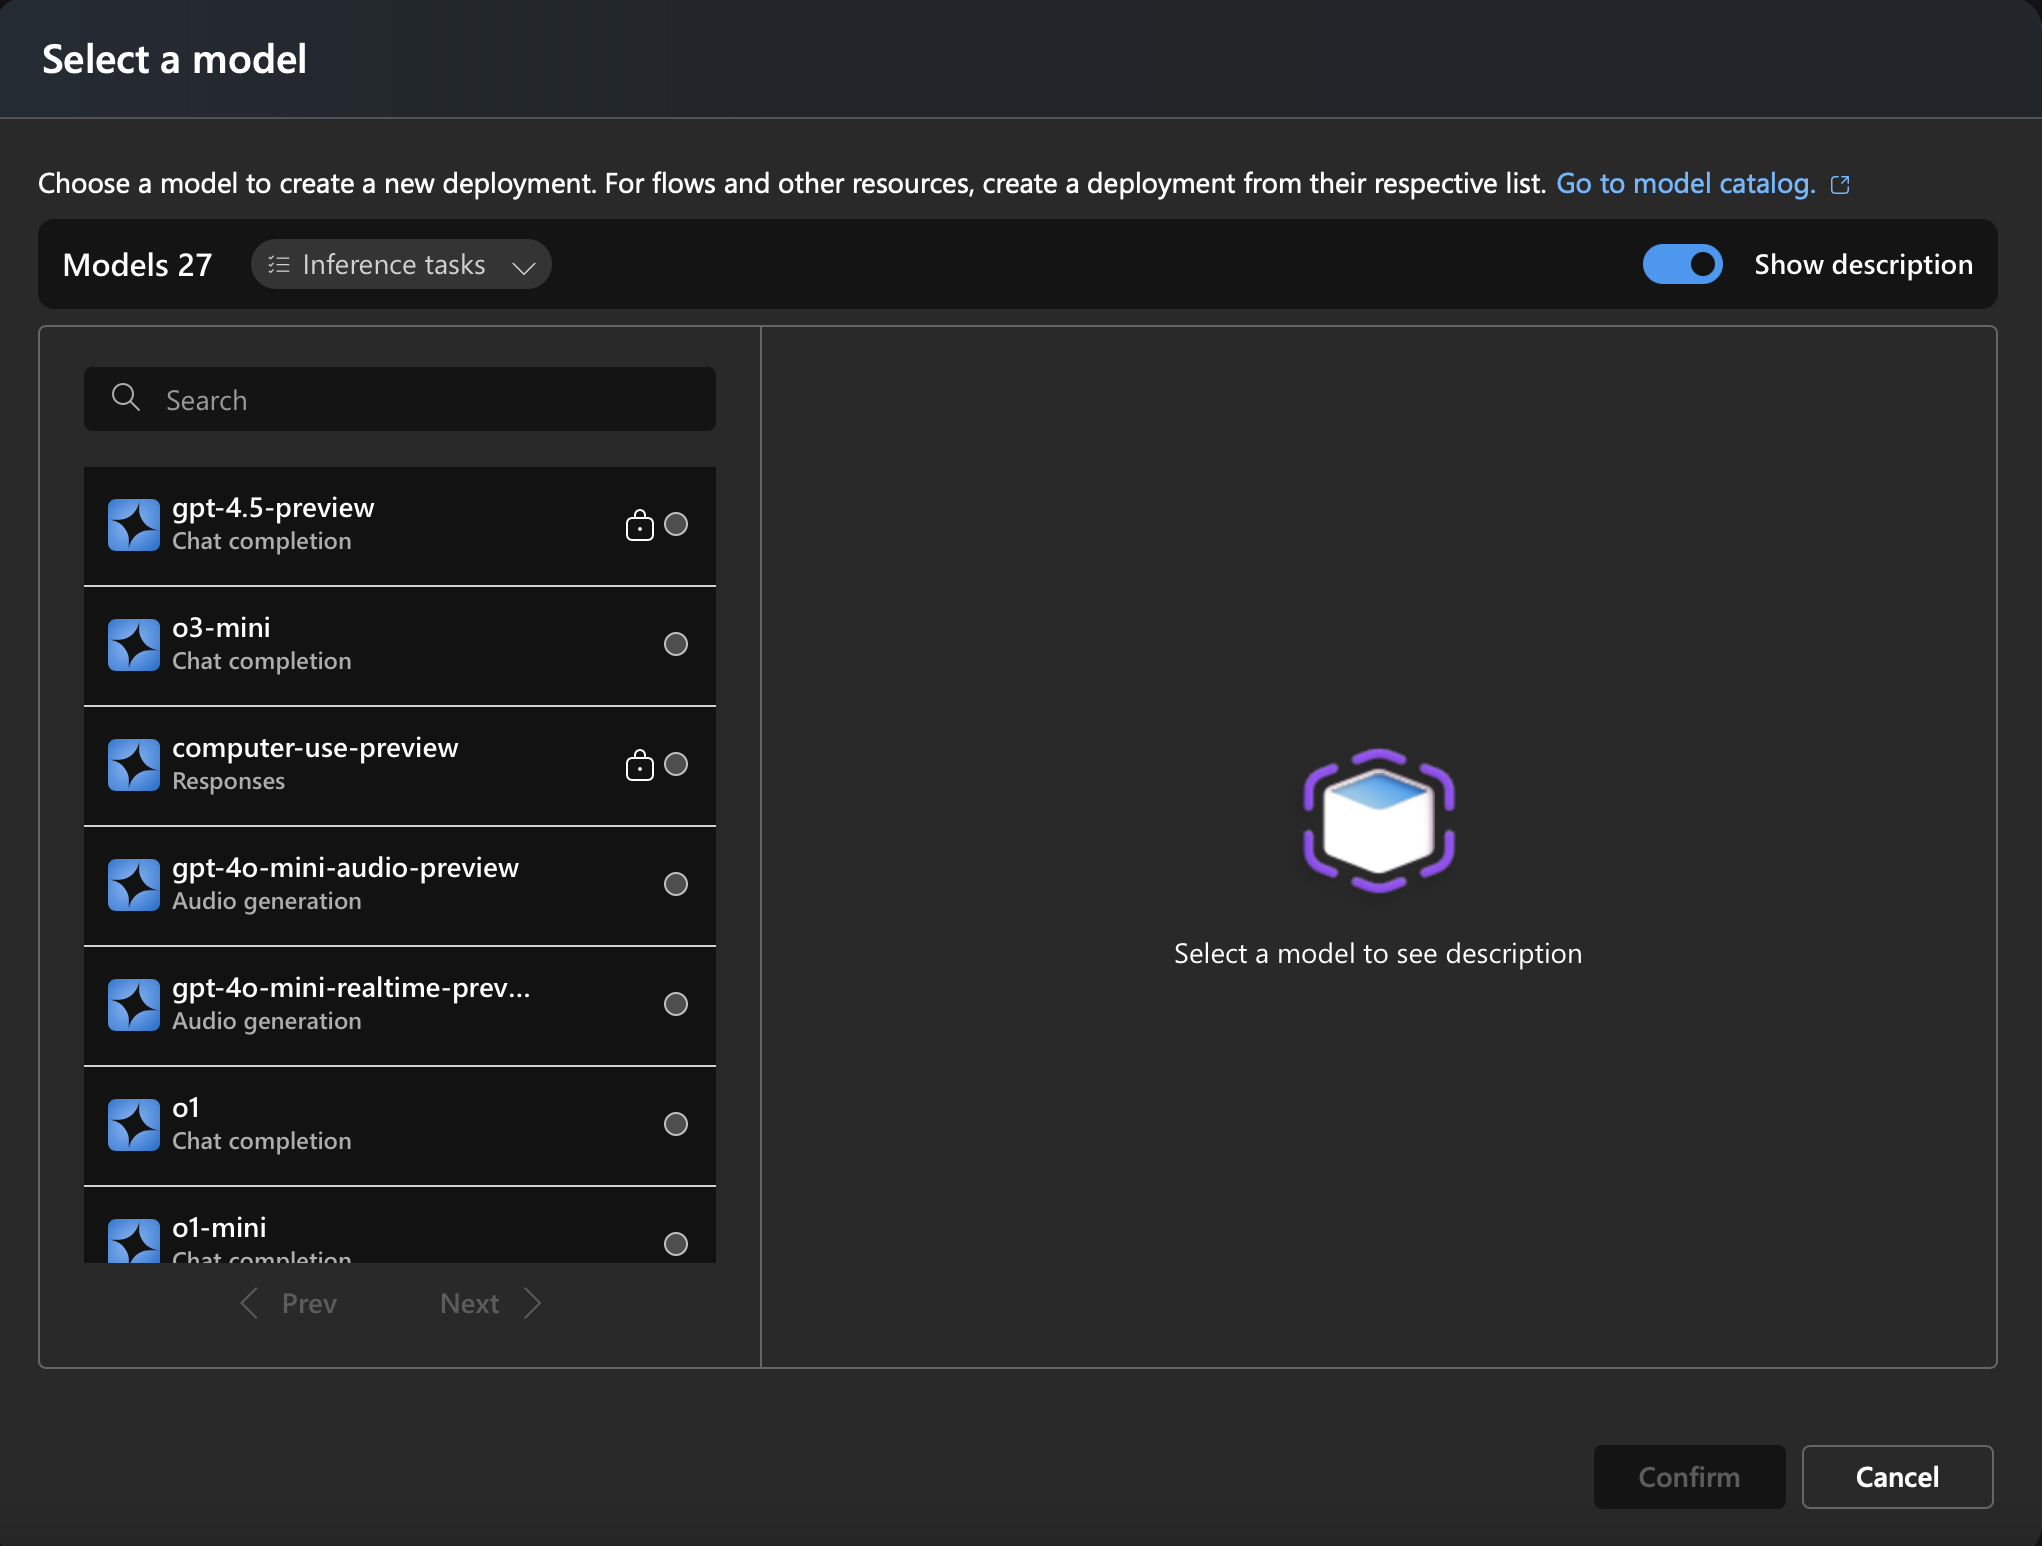 Select a model
Choose a model to create a new deployment. For flows and other resources, create a deployment from their respective list. Go to model catalog.
Models 27
Inference tasks
Show description
Search
gpt-4.5-preview
Chat completion
o3-mini
Chat completion
computer-use-preview
Responses
gpt-4o-mini-audio-preview
Audio generation
gpt-4o-mini-realtime-prev...
Audio generation
o1
Chat completion
o1-mini
Chat completion
Prev
Next
Select a model to see description
Confirm
Cancel